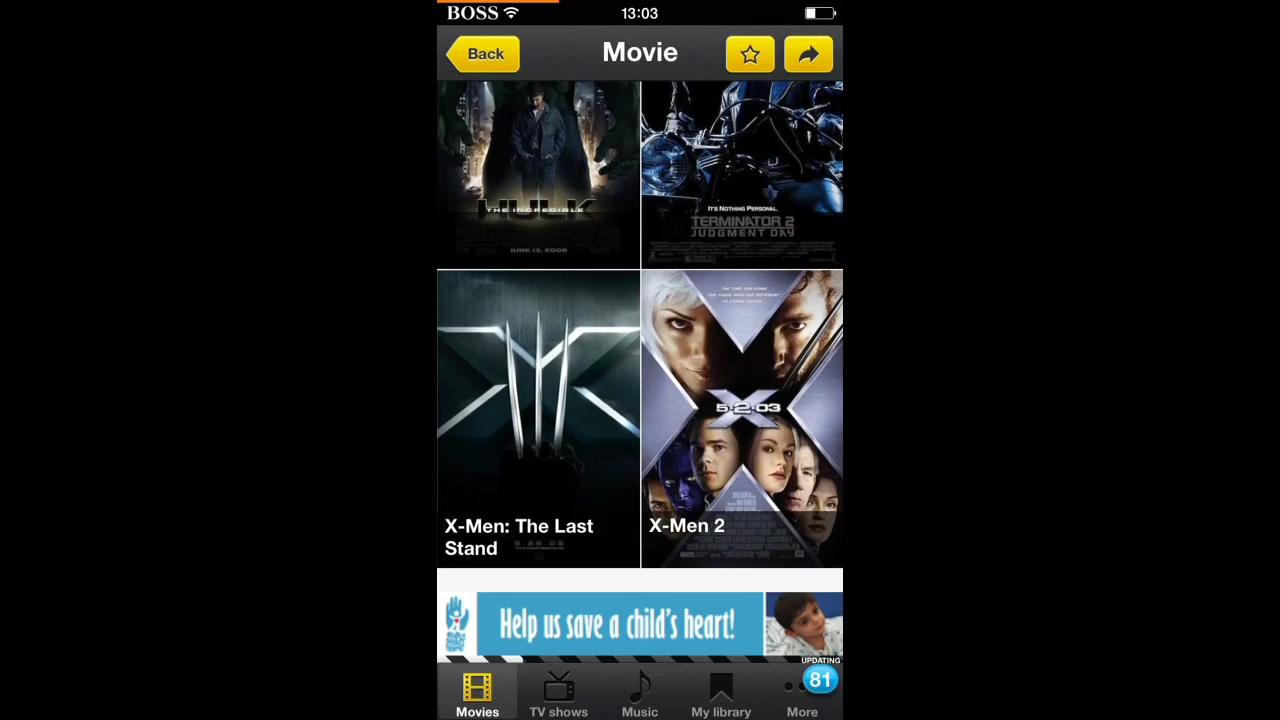 BOSS
13:03
Back
Movie
THE INCREDIBLE
HULK
JUNE 13, 2008
IT'S NOTHING PERSONAL.
TERMINATOR 2
JUDGMENT DAY
5-2-03
X-Men: The Last
Stand
X-Men 2
Help us save a child's heart!
UPDATING
81
Movies
TV shows
Music
My library
More